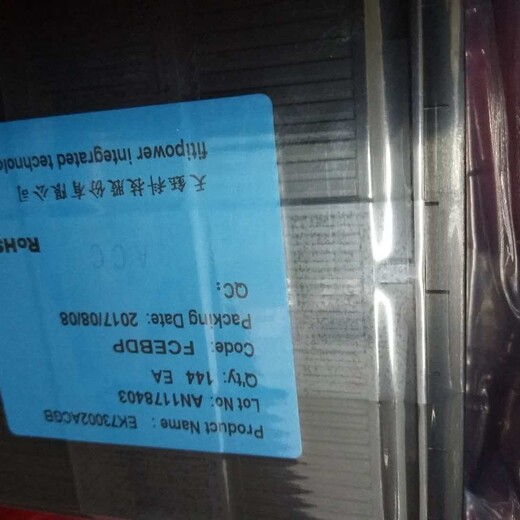 Product Name : EK73002ACGB
Lot No: AN1178403
Q'ty: 144 EA
Code: FCEBDP
Packing Date: 2017/08/08
QC:
RoHS
天鈺科技股份有限公司
fitipower integrated technolo